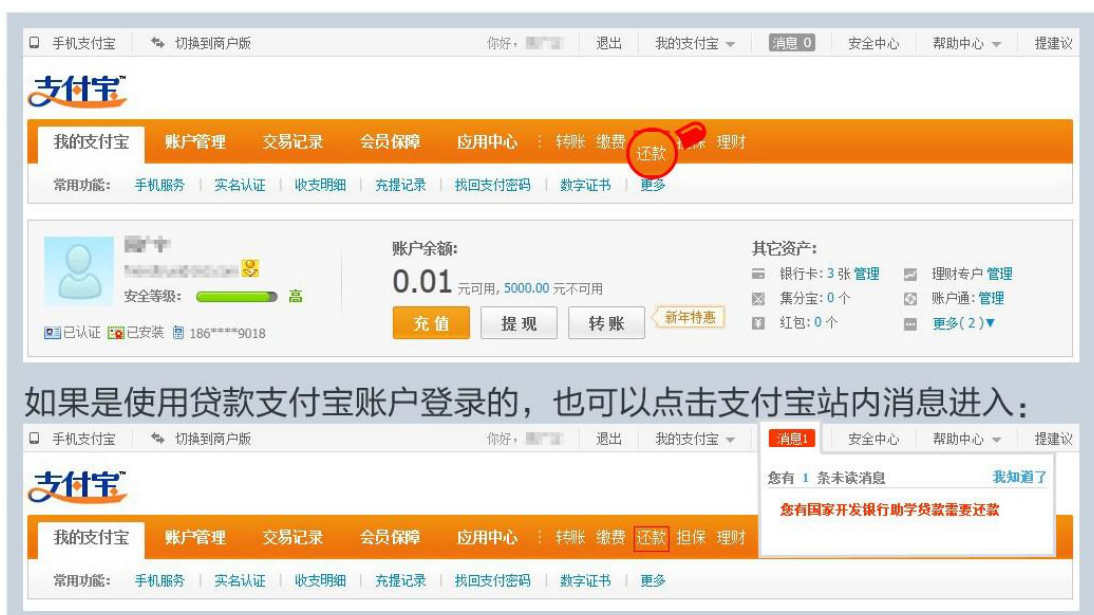 手机支付宝 切换到商户版 你好, 退出 我的支付宝 消息 0 安全中心 帮助中心 提建议
支付宝
我的支付宝 账户管理 交易记录 会员保障 应用中心 转账 缴费 还款 担保 理财
常用功能: 手机服务 实名认证 收支明细 充提记录 找回支付密码 数字证书 更多
账户余额: 其它资产:
0.01 元可用, 5000.00 元不可用 银行卡: 3 张 管理 理财专户 管理
安全等级: 高 集分宝: 0 个 账户通: 管理
充值 提现 转账 新年特惠 红包: 0 个 更多( 2 )▼
已认证 已安装 186****9018
如果是使用贷款支付宝账户登录的，也可以点击支付宝站内消息进入：
手机支付宝 切换到商户版 你好, 退出 我的支付宝 消息1 安全中心 帮助中心 提建议
您有 1 条未读消息 我知道了
支付宝
您有国家开发银行助学贷款需要还款
我的支付宝 账户管理 交易记录 会员保障 应用中心 转账 缴费 还款 担保 理财
常用功能: 手机服务 实名认证 收支明细 充提记录 找回支付密码 数字证书 更多